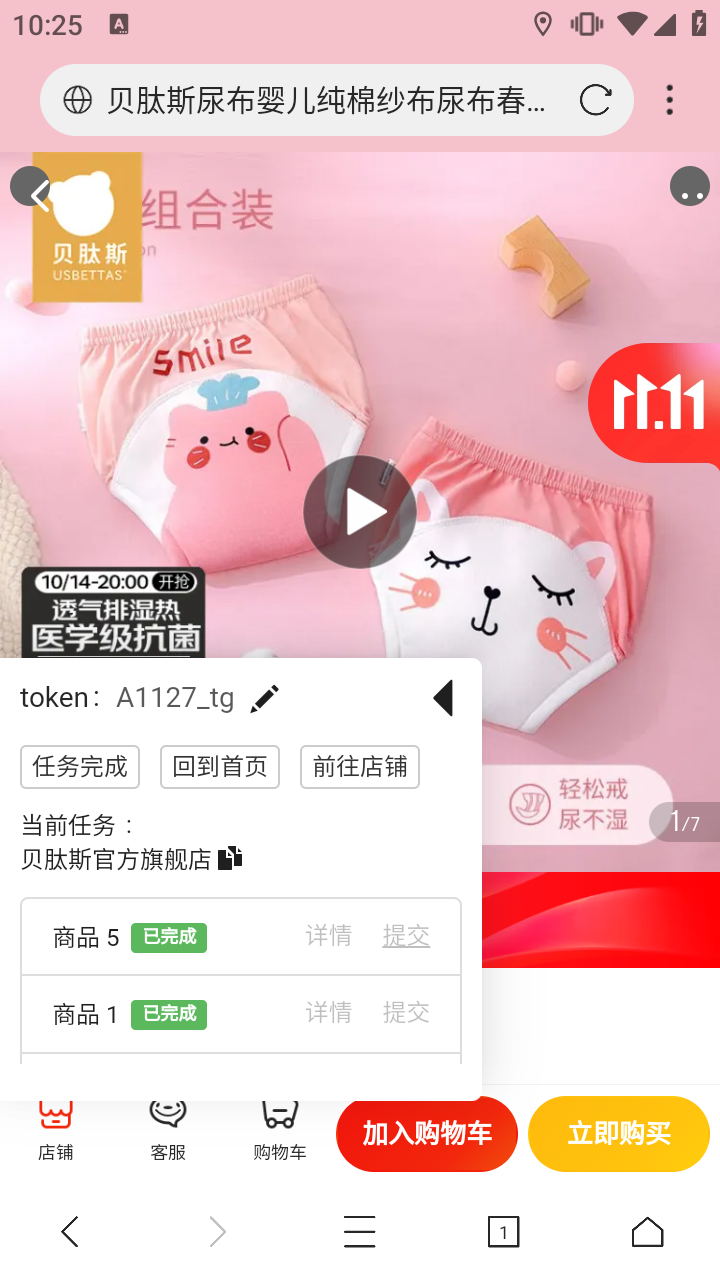 10:25
A
贝肽斯尿布婴儿纯棉纱布尿布春...
组合装
on
贝肽斯
USBETTAS'
smile
11.11
10/14-20:00 开抢
透气排湿热
医学级抗菌
token： A1127_tg
任务完成 回到首页 前往店铺
当前任务：
贝肽斯官方旗舰店
轻松戒
尿不湿
1/7
商品 5 已完成 详情 提交
商品 1 已完成 详情 提交
店铺 客服 购物车 加入购物车 立即购买
1